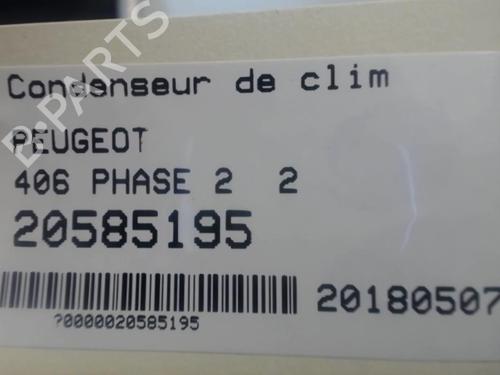 B-PARTS
Condenseur de clim
PEUGEOT
406 PHASE 2 2
20585195
20180507
?0000020585195